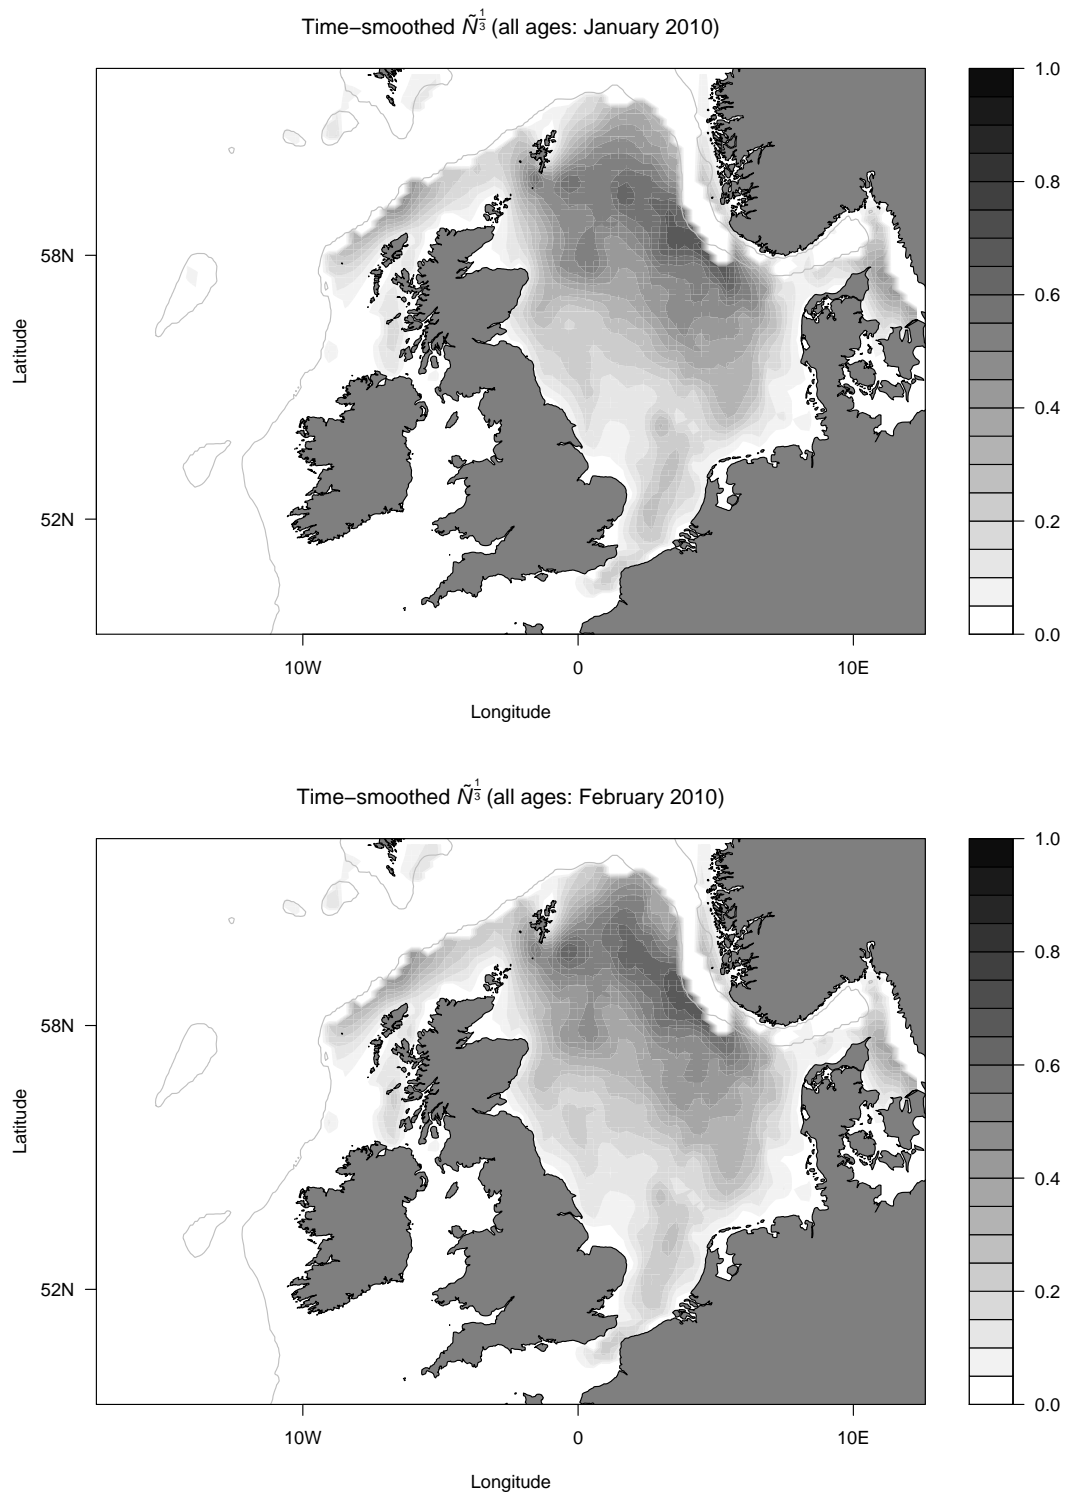 Time−smoothed Ñ^(1/3) (all ages: January 2010)
1.0
0.8
58N
0.6
Latitude
0.4
52N
0.2
0.0
10W 0 10E
Longitude
Time−smoothed Ñ^(1/3) (all ages: February 2010)
1.0
0.8
58N
0.6
Latitude
0.4
52N
0.2
0.0
10W 0 10E
Longitude